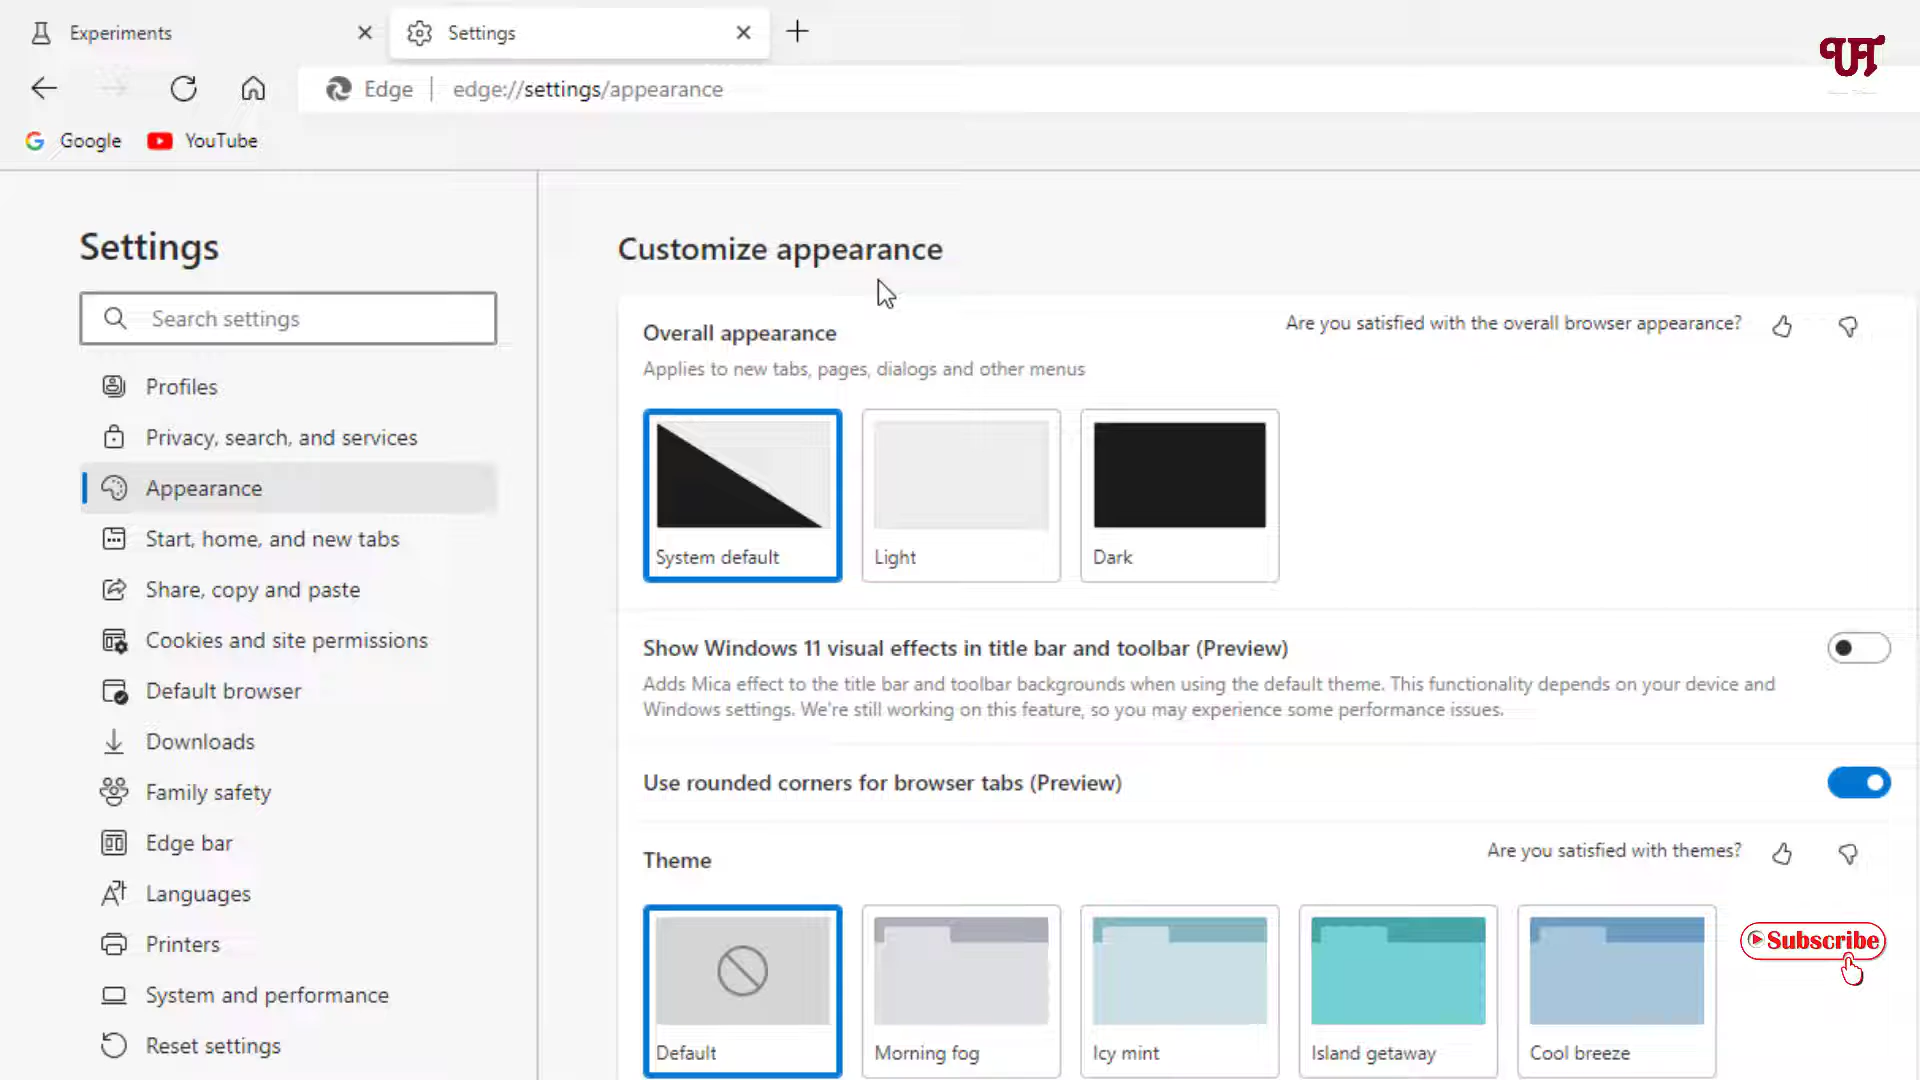 Experiments
Settings
Edge
edge://settings/appearance
Google
YouTube
Settings
Search settings
Profiles
Privacy, search, and services
Appearance
Start, home, and new tabs
Share, copy and paste
Cookies and site permissions
Default browser
Downloads
Family safety
Edge bar
Languages
Printers
System and performance
Reset settings
Customize appearance
Overall appearance
Are you satisfied with the overall browser appearance?
Applies to new tabs, pages, dialogs and other menus
System default
Light
Dark
Show Windows 11 visual effects in title bar and toolbar (Preview)
Adds Mica effect to the title bar and toolbar backgrounds when using the default theme. This functionality depends on your device and
Windows settings. We're still working on this feature, so you may experience some performance issues.
Use rounded corners for browser tabs (Preview)
Theme
Are you satisfied with themes?
Default
Morning fog
Icy mint
Island getaway
Cool breeze
Subscribe